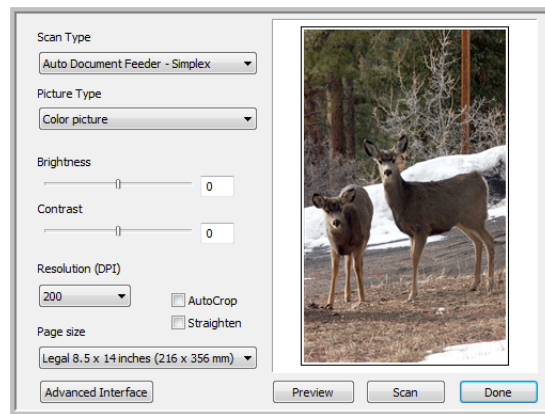 Scan Type
Auto Document Feeder - Simplex
Picture Type
Color picture
Brightness
0
Contrast
0
Resolution (DPI)
200
AutoCrop
Straighten
Page size
Legal 8.5 x 14 inches (216 x 356 mm)
Advanced Interface
Preview
Scan
Done